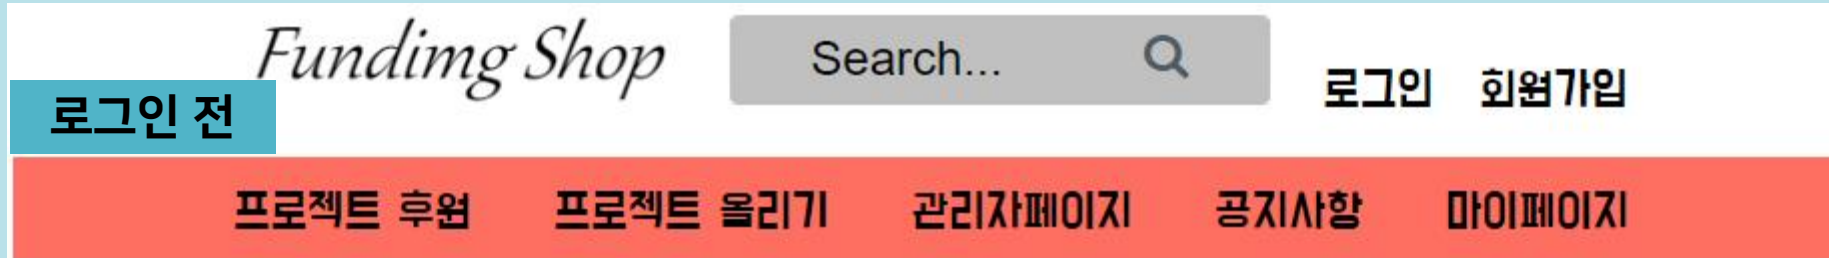 Fundimg Shop
Search...
로그인 회원가입
로그인 전
프로젝트 후원 프로젝트 올리기 관리자페이지 공지사항 마이페이지